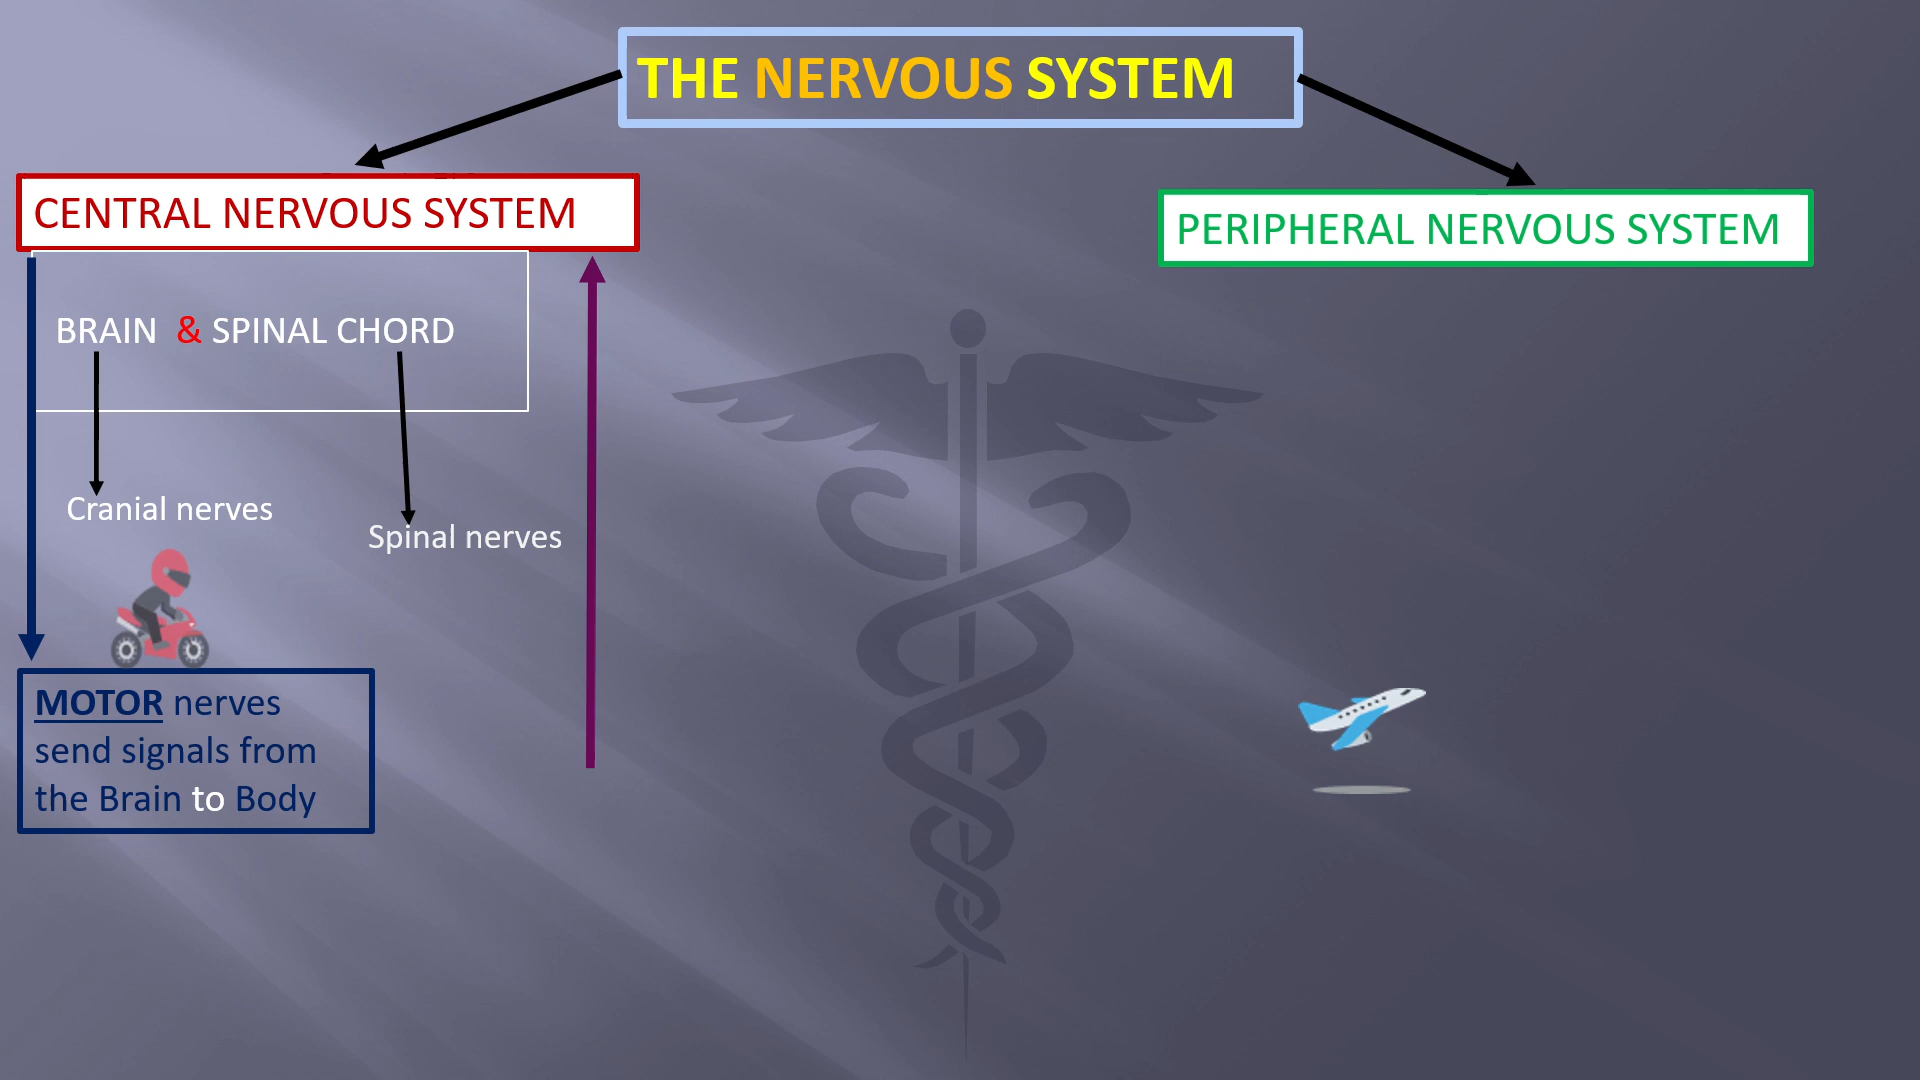 THE NERVOUS SYSTEM
CENTRAL NERVOUS SYSTEM
PERIPHERAL NERVOUS SYSTEM
BRAIN & SPINAL CHORD
Cranial nerves
Spinal nerves
MOTOR nerves
send signals from
the Brain to Body